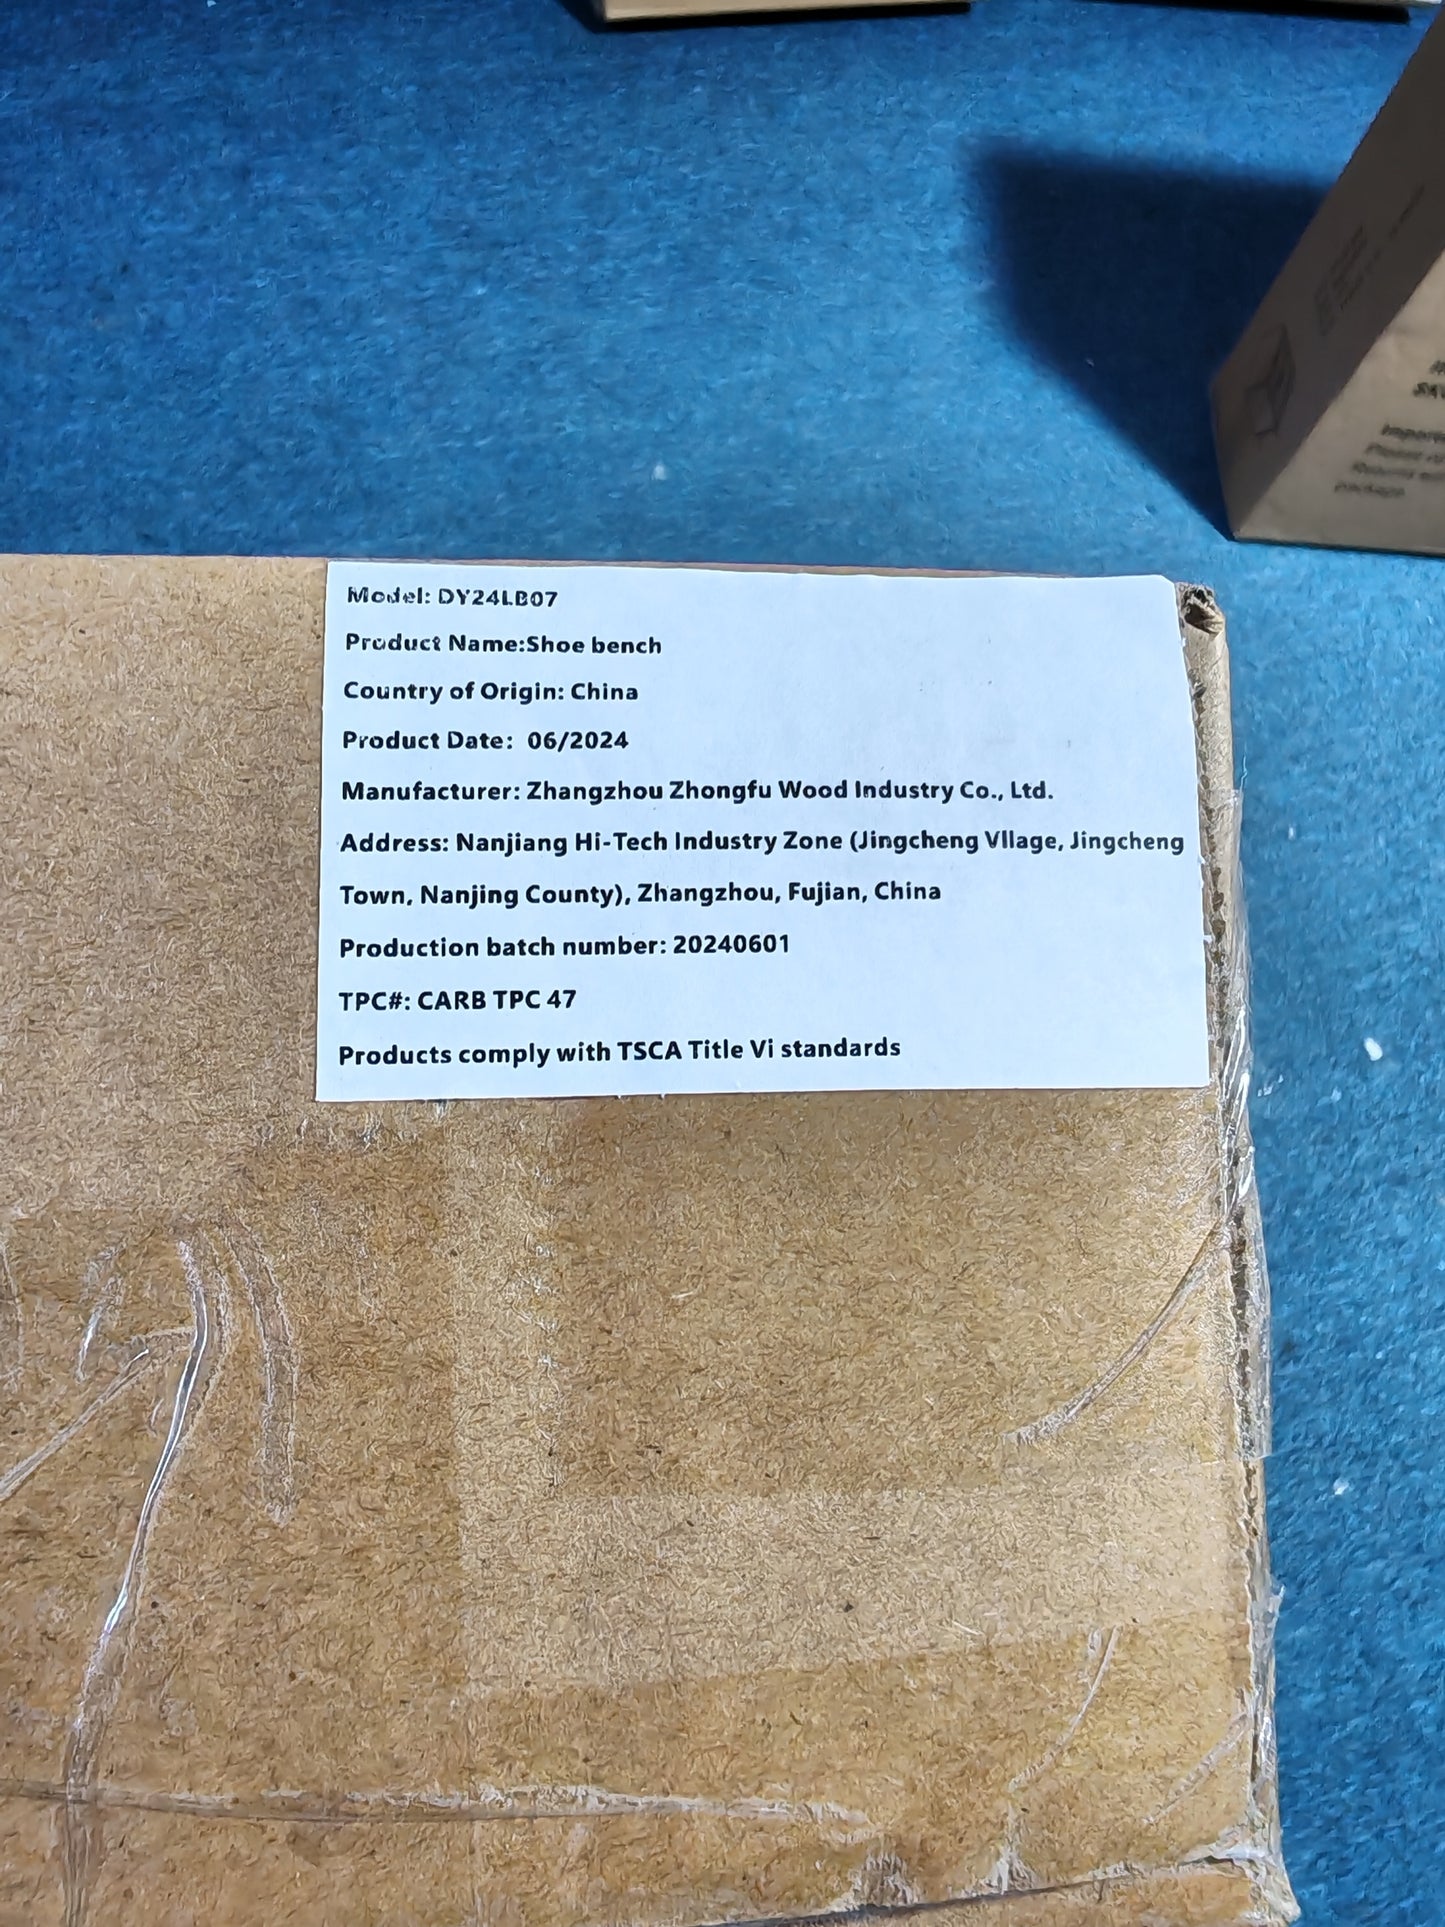 Model: DY24LB07
Product Name:Shoe bench
Country of Origin: China
Product Date: 06/2024
Manufacturer: Zhangzhou Zhongfu Wood Industry Co., Ltd.
Address: Nanjiang Hi-Tech Industry Zone (Jingcheng Vllage, Jingcheng
Town, Nanjing County), Zhangzhou, Fujian, China
Production batch number: 20240601
TPC#: CARB TPC 47
Products comply with TSCA Title Vi standards
package